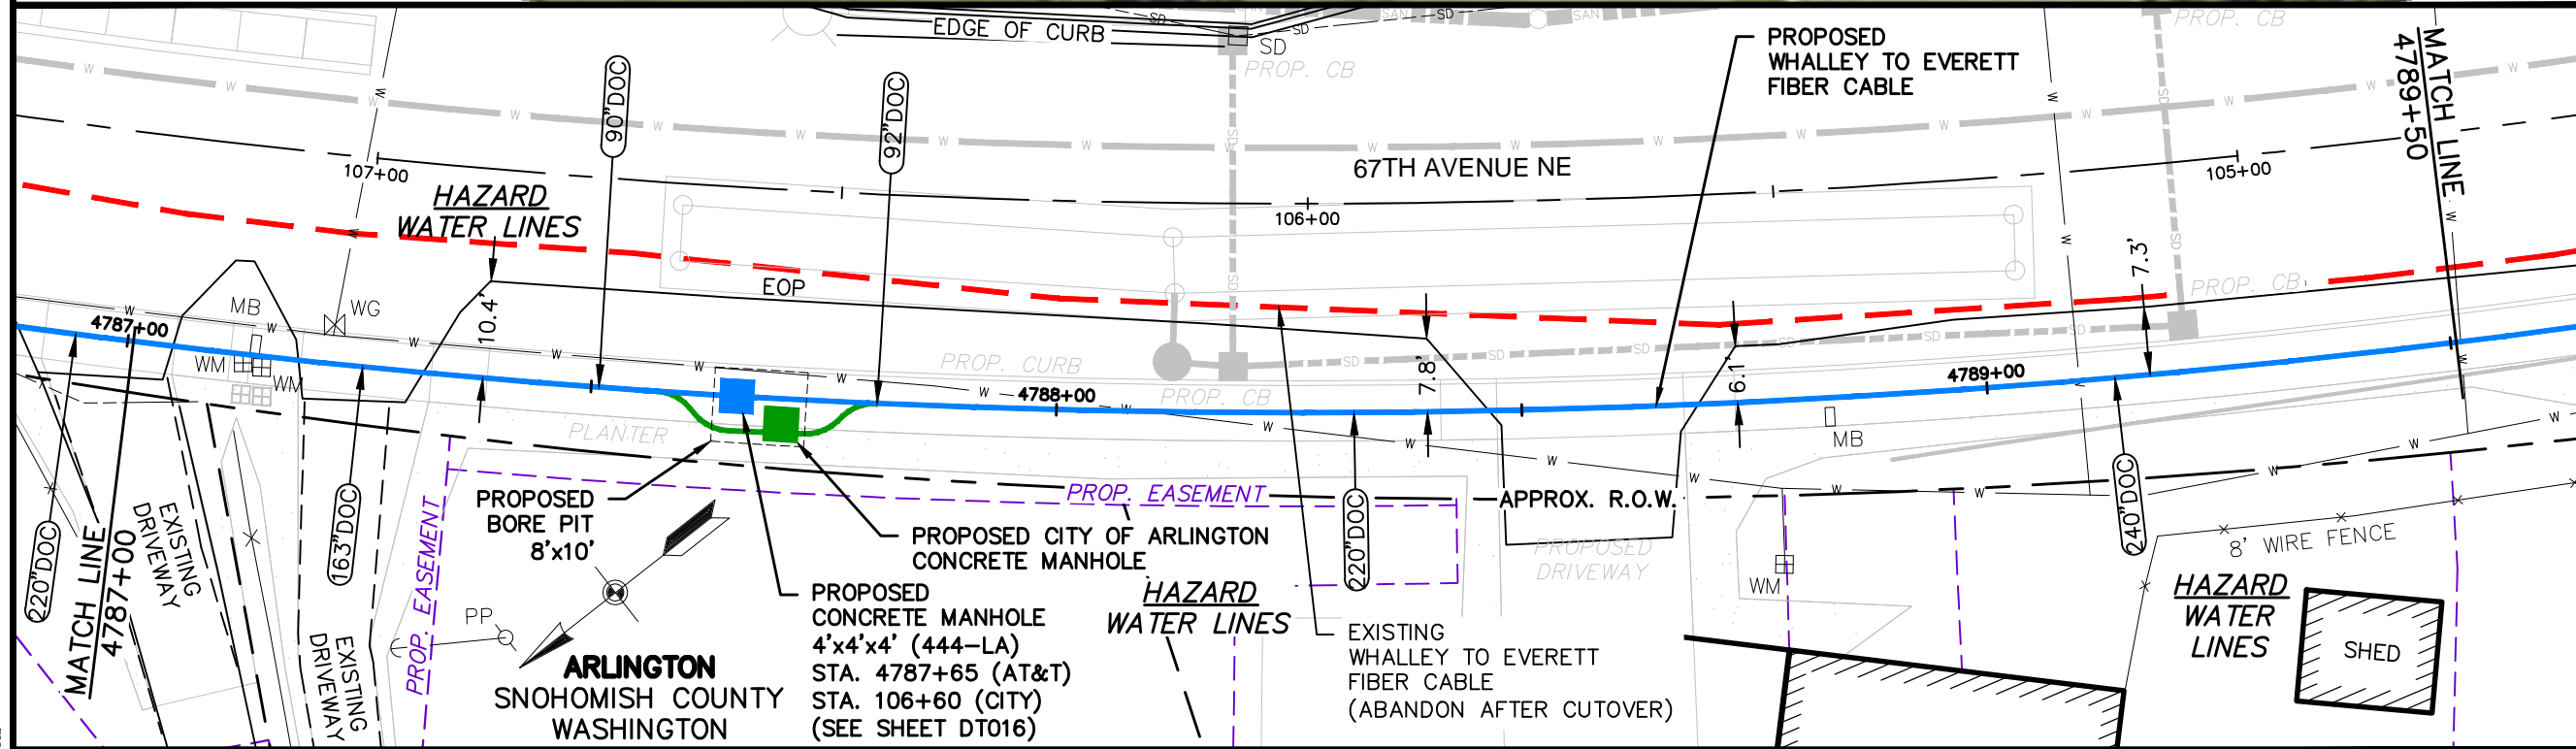 EDGE OF CURB
SD
PROP. CB
PROPOSED
WHALLEY TO EVERETT
FIBER CABLE
PROP. CB
MATCH LINE
4789+50
90"DOC
92"DOC
67TH AVENUE NE
107+00
106+00
105+00
HAZARD
WATER LINES
10.4'
EOP
7.3'
PROP. CB
4787+00
MB
WG
WM
WM
PROP. CURB
PROP. CB
4788+00
7.8'
6.1'
4789+00
MB
PLANTER
220"DOC
MATCH LINE
4787+00
EXISTING
DRIVEWAY
163"DOC
EXISTING
DRIVEWAY
PROP. EASEMENT
PROPOSED
BORE PIT
8'x10'
PP
ARLINGTON
SNOHOMISH COUNTY
WASHINGTON
PROP. EASEMENT
PROPOSED CITY OF ARLINGTON
CONCRETE MANHOLE
PROPOSED
CONCRETE MANHOLE
4'x4'x4' (444-LA)
STA. 4787+65 (AT&T)
STA. 106+60 (CITY)
(SEE SHEET DT016)
HAZARD
WATER LINES
220"DOC
EXISTING
WHALLEY TO EVERETT
FIBER CABLE
(ABANDON AFTER CUTOVER)
APPROX. R.O.W.
PROPOSED
DRIVEWAY
WM
240"DOC
8' WIRE FENCE
HAZARD
WATER
LINES
SHED